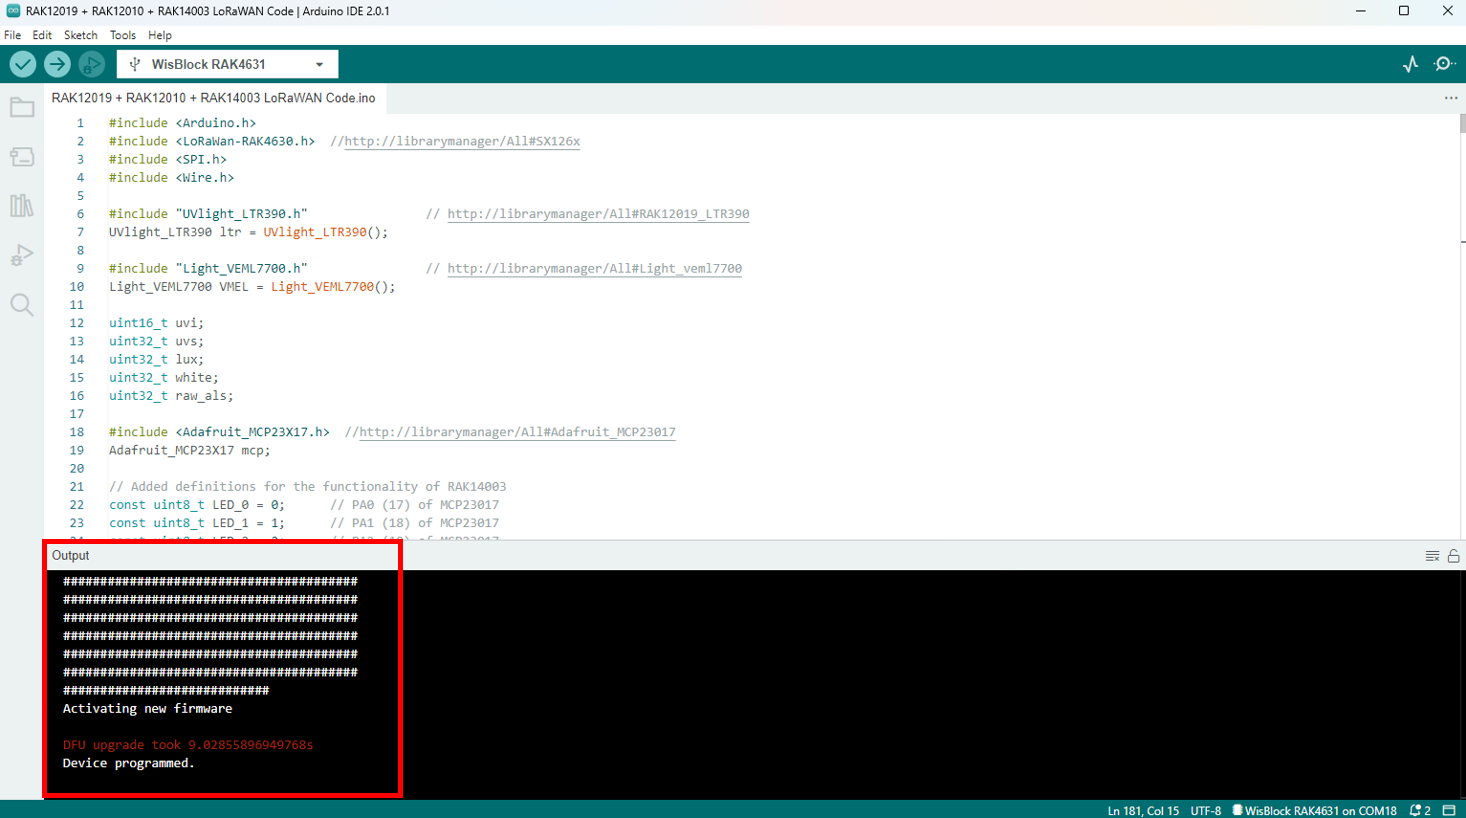 RAK12019 + RAK12010 + RAK14003 LoRaWAN Code | Arduino IDE 2.0.1
File Edit Sketch Tools Help
WisBlock RAK4631
RAK12019 + RAK12010 + RAK14003 LoRaWAN Code.ino
1 #include <Arduino.h>
2 #include <LoRaWan-RAK4630.h> //http://librarymanager/All#SX126x
3 #include <SPI.h>
4 #include <Wire.h>
5
6 #include "UVlight_LTR390.h" // http://librarymanager/All#RAK12019_LTR390
7 UVlight_LTR390 ltr = UVlight_LTR390();
8
9 #include "Light_VEML7700.h" // http://librarymanager/All#Light_veml7700
10 Light_VEML7700 VMEL = Light_VEML7700();
11
12 uint16_t uvi;
13 uint32_t uvs;
14 uint32_t lux;
15 uint32_t white;
16 uint32_t raw_als;
17
18 #include <Adafruit_MCP23X17.h> //http://librarymanager/All#Adafruit_MCP23017
19 Adafruit_MCP23X17 mcp;
20
21 // Added definitions for the functionality of RAK14003
22 const uint8_t LED_0 = 0; // PA0 (17) of MCP23017
23 const uint8_t LED_1 = 1; // PA1 (18) of MCP23017
Output
########################################
########################################
########################################
########################################
########################################
########################################
############################
Activating new firmware
DFU upgrade took 9.02855896949768s
Device programmed.
Ln 181, Col 15 UTF-8 WisBlock RAK4631 on COM18 2